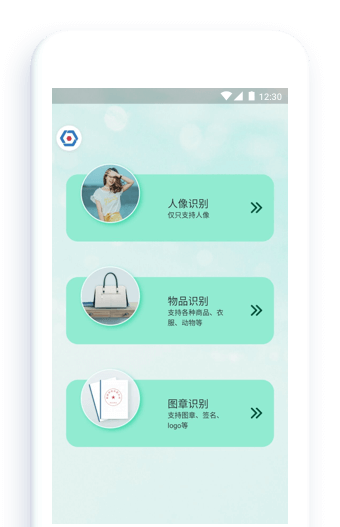 12:30
人像识别
仅只支持人像
物品识别
支持各种商品、衣
服、动物等
图章识别
支持图章、签名、
logo等